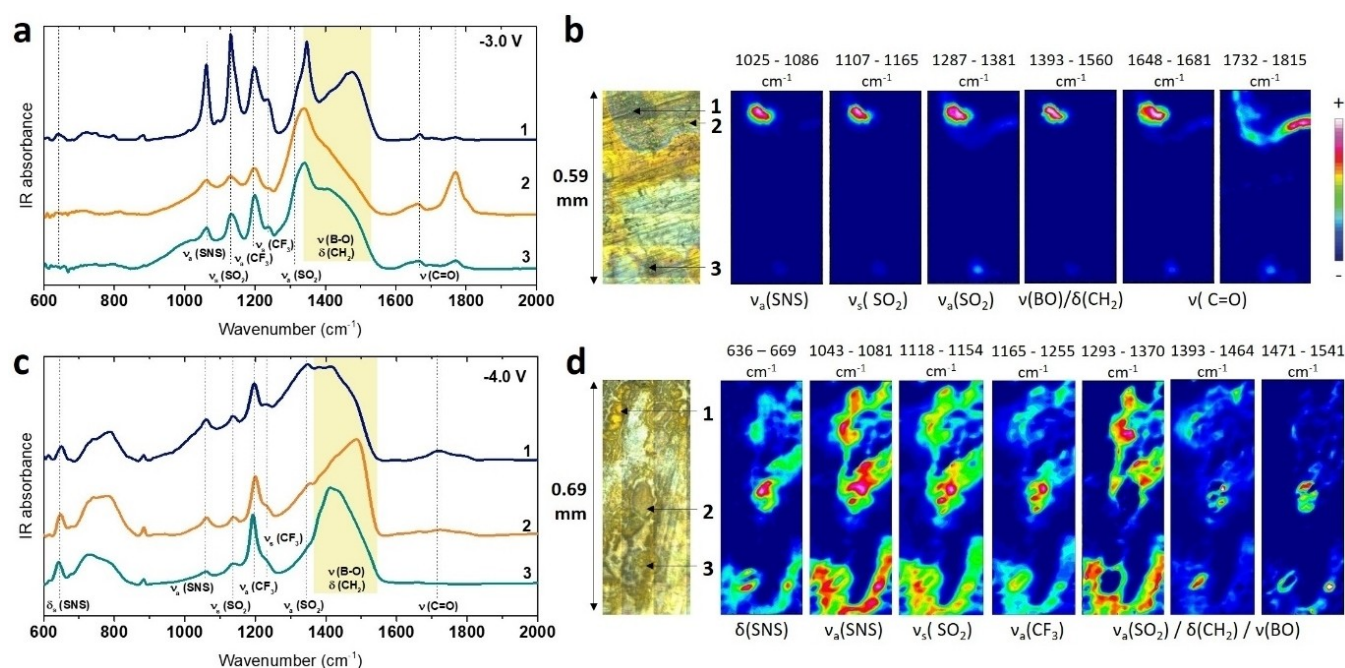 a
-3.0 V
IR absorbance
1
2
3
νₐ (SNS)
νₐ (SO₂)
νₐ (CF₃)
νₐ (CF₃)
νₐ (SO₂)
ν (B-O)
δ (CH₂)
ν (C=O)
600 800 1000 1200 1400 1600 1800 2000
Wavenumber (cm⁻¹)
b
0.59
mm
1
2
3
1025 - 1086 1107 - 1165 1287 - 1381 1393 - 1560 1648 - 1681 1732 - 1815
cm⁻¹ cm⁻¹ cm⁻¹ cm⁻¹ cm⁻¹ cm⁻¹
+
-
νₐ(SNS) νₛ( SO₂) νₐ(SO₂) ν(BO)/δ(CH₂) ν( C=O)
c
-4.0 V
IR absorbance
1
2
3
δₛ (SNS)
νₐ (SNS)
νₛ (SO₂)
νₐ (CF₃)
νₛ (CF₃)
νₐ (SO₂)
ν (B-O)
δ (CH₂)
ν (C=O)
600 800 1000 1200 1400 1600 1800 2000
Wavenumber (cm⁻¹)
d
0.69
mm
1
2
3
636 – 669 1043 - 1081 1118 - 1154 1165 - 1255 1293 - 1370 1393 - 1464 1471 - 1541
cm⁻¹ cm⁻¹ cm⁻¹ cm⁻¹ cm⁻¹ cm⁻¹ cm⁻¹
δ(SNS) νₐ(SNS) νₛ( SO₂) νₐ(CF₃) νₐ(SO₂) / δ(CH₂) / ν(BO)